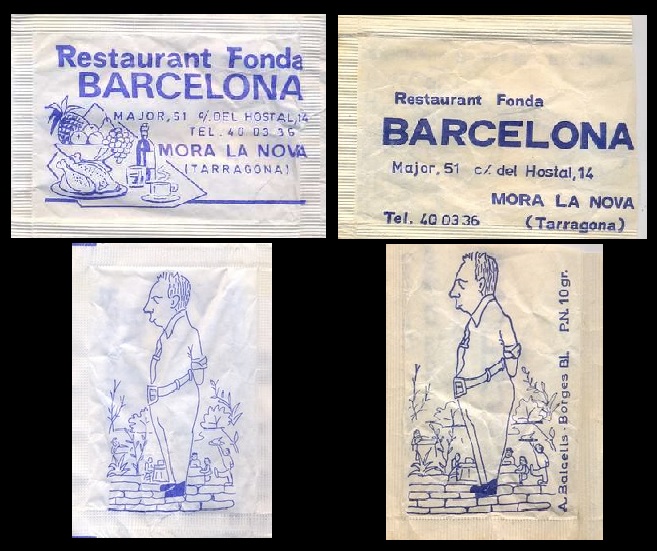 Restaurant Fonda
BARCELONA
MAJOR, 51 c/. DEL HOSTAL, 14
TEL. 40 03 36
MORA LA NOVA
(TARRAGONA)
Restaurant Fonda
BARCELONA
Major, 51 c/. del Hostal, 14
MORA LA NOVA
Tel. 40 03 36 (Tarragona)
A. Balcells - Borges Bl. P.N. 10 gr.